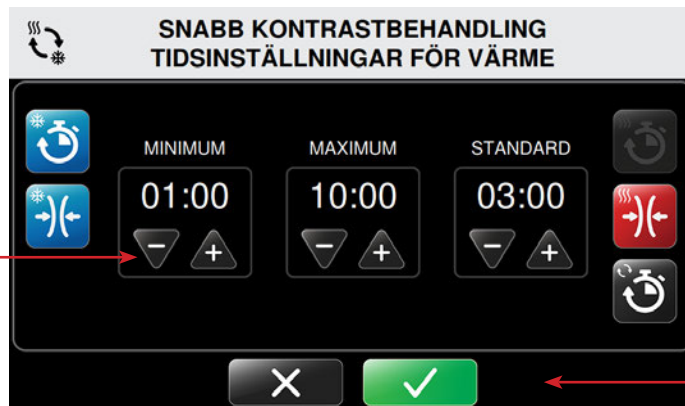 SNABB KONTRASTBEHANDLING
TIDSINSTÄLLNINGAR FÖR VÄRME
MINIMUM MAXIMUM STANDARD
01:00 10:00 03:00
− + − + − +